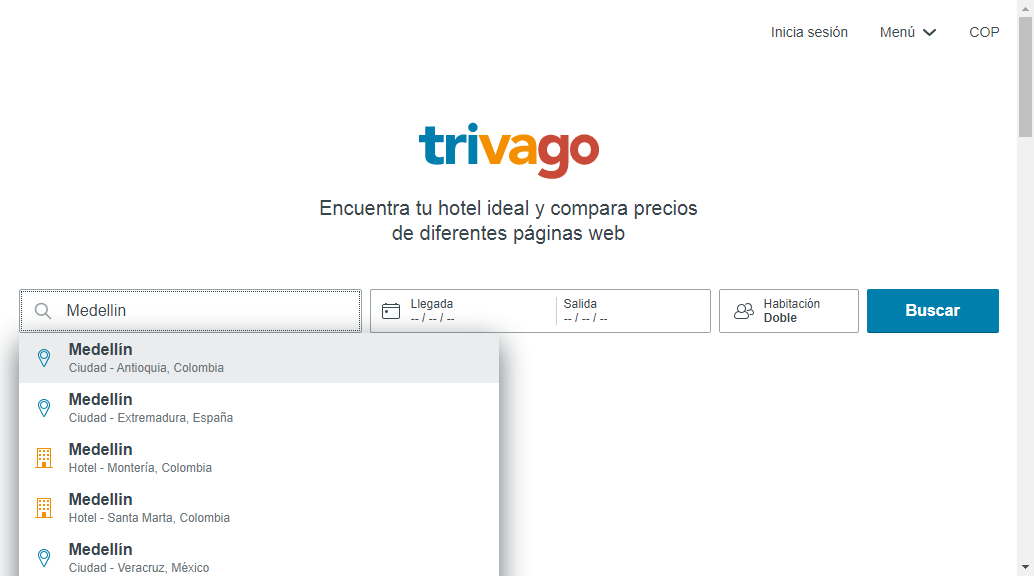 Inicia sesión
Menú
COP
trivago
Encuentra tu hotel ideal y compara precios
de diferentes páginas web
Medellin
Llegada
-- / -- / --
Salida
-- / -- / --
Habitación
Doble
Buscar
Medellín
Ciudad - Antioquia, Colombia
Medellín
Ciudad - Extremadura, España
Medellin
Hotel - Montería, Colombia
Medellin
Hotel - Santa Marta, Colombia
Medellín
Ciudad - Veracruz, México